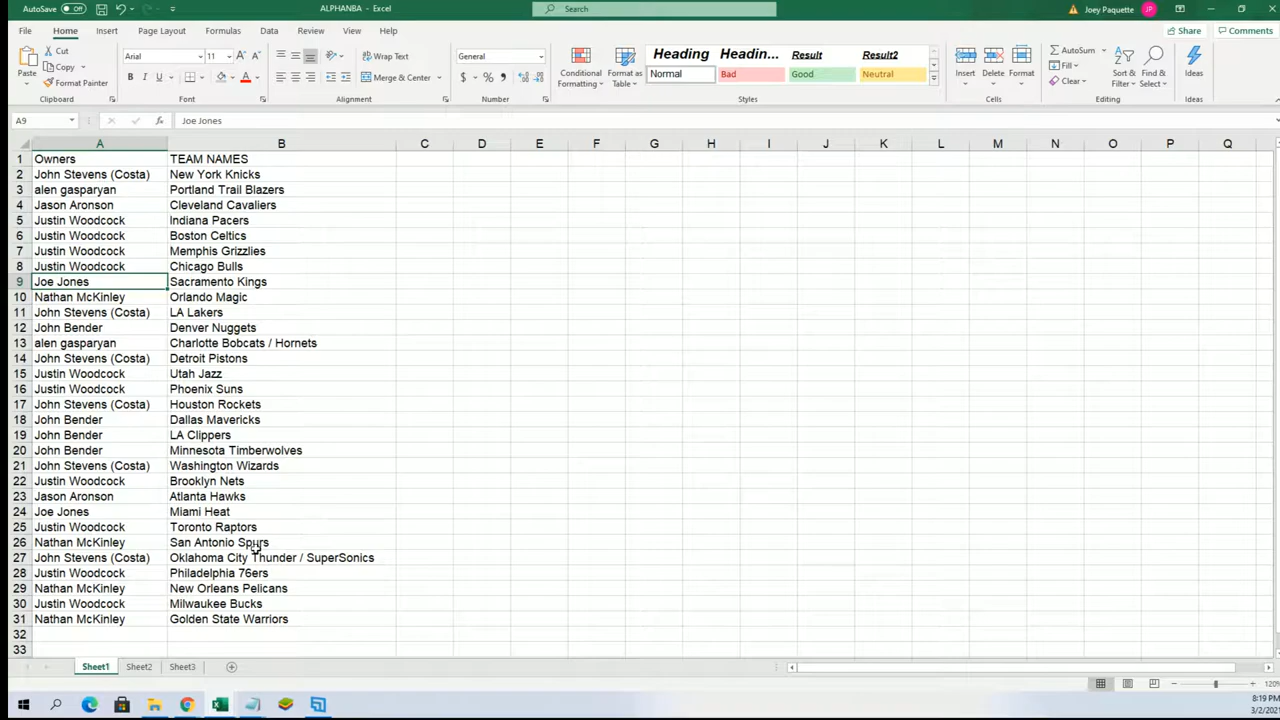 AutoSave Off ALPHANBA - Excel Search Joey Paquette JP
File Home Insert Page Layout Formulas Data Review View Help Share Comments
Paste Cut Copy Format Painter Clipboard
Arial 11 B I U A Font
Wrap Text Merge & Center Alignment
General $ % , Number
Conditional Formatting Format as Table Heading Headin... Result Result2 Normal Bad Good Neutral Styles
Insert Delete Format Cells
AutoSum Fill Clear Sort & Filter Find & Select Editing
Ideas Ideas
A9 fx Joe Jones
A B C D E F G H I J K L M N O P Q
1 Owners TEAM NAMES
2 John Stevens (Costa) New York Knicks
3 alen gasparyan Portland Trail Blazers
4 Jason Aronson Cleveland Cavaliers
5 Justin Woodcock Indiana Pacers
6 Justin Woodcock Boston Celtics
7 Justin Woodcock Memphis Grizzlies
8 Justin Woodcock Chicago Bulls
9 Joe Jones Sacramento Kings
10 Nathan McKinley Orlando Magic
11 John Stevens (Costa) LA Lakers
12 John Bender Denver Nuggets
13 alen gasparyan Charlotte Bobcats / Hornets
14 John Stevens (Costa) Detroit Pistons
15 Justin Woodcock Utah Jazz
16 Justin Woodcock Phoenix Suns
17 John Stevens (Costa) Houston Rockets
18 John Bender Dallas Mavericks
19 John Bender LA Clippers
20 John Bender Minnesota Timberwolves
21 John Stevens (Costa) Washington Wizards
22 Justin Woodcock Brooklyn Nets
23 Jason Aronson Atlanta Hawks
24 Joe Jones Miami Heat
25 Justin Woodcock Toronto Raptors
26 Nathan McKinley San Antonio Spurs
27 John Stevens (Costa) Oklahoma City Thunder / SuperSonics
28 Justin Woodcock Philadelphia 76ers
29 Nathan McKinley New Orleans Pelicans
30 Justin Woodcock Milwaukee Bucks
31 Nathan McKinley Golden State Warriors
32
33
Sheet1 Sheet2 Sheet3
120%
8:19 PM